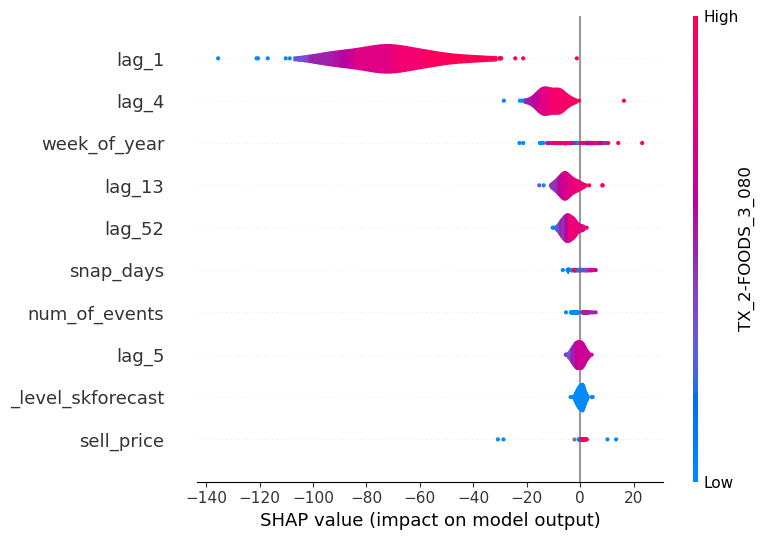 High
lag_1
lag_4
week_of_year
lag_13
lag_52
snap_days
num_of_events
lag_5
_level_skforecast
sell_price
TX_2-FOODS_3_080
Low
−140 −120 −100 −80 −60 −40 −20 0 20
SHAP value (impact on model output)